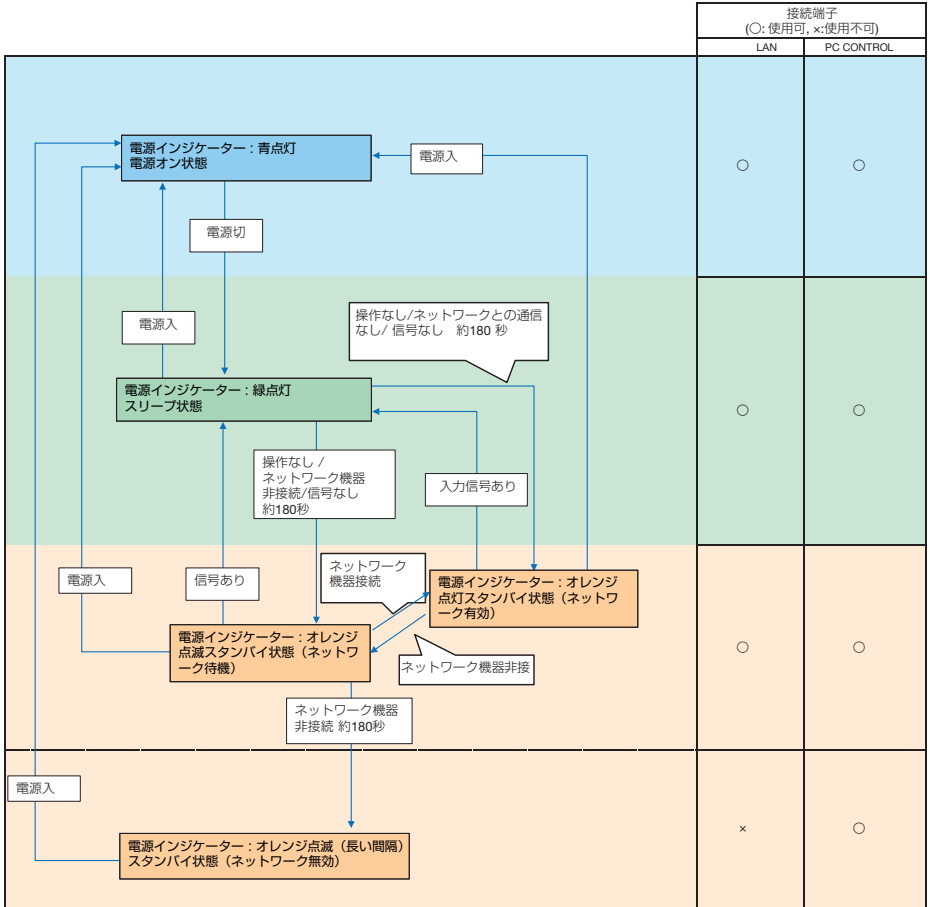 接続端子
(○: 使用可, ×:使用不可)
LAN
PC CONTROL
電源インジケーター：青点灯
電源オン状態
電源入
○
○
電源切
電源入
操作なし/ネットワークとの通信
なし/ 信号なし　約180 秒
電源インジケーター：緑点灯
スリープ状態
○
○
操作なし /
ネットワーク機器
非接続/信号なし
約180秒
入力信号あり
電源入
信号あり
ネットワーク
機器接続
電源インジケーター：オレンジ
点灯スタンバイ状態（ネットワ
ーク有効）
電源インジケーター：オレンジ
点滅スタンバイ状態（ネットワ
ーク待機）
ネットワーク機器非接
○
○
ネットワーク機器
非接続 約180秒
電源入
電源インジケーター：オレンジ点滅（長い間隔）
スタンバイ状態（ネットワーク無効）
×
○